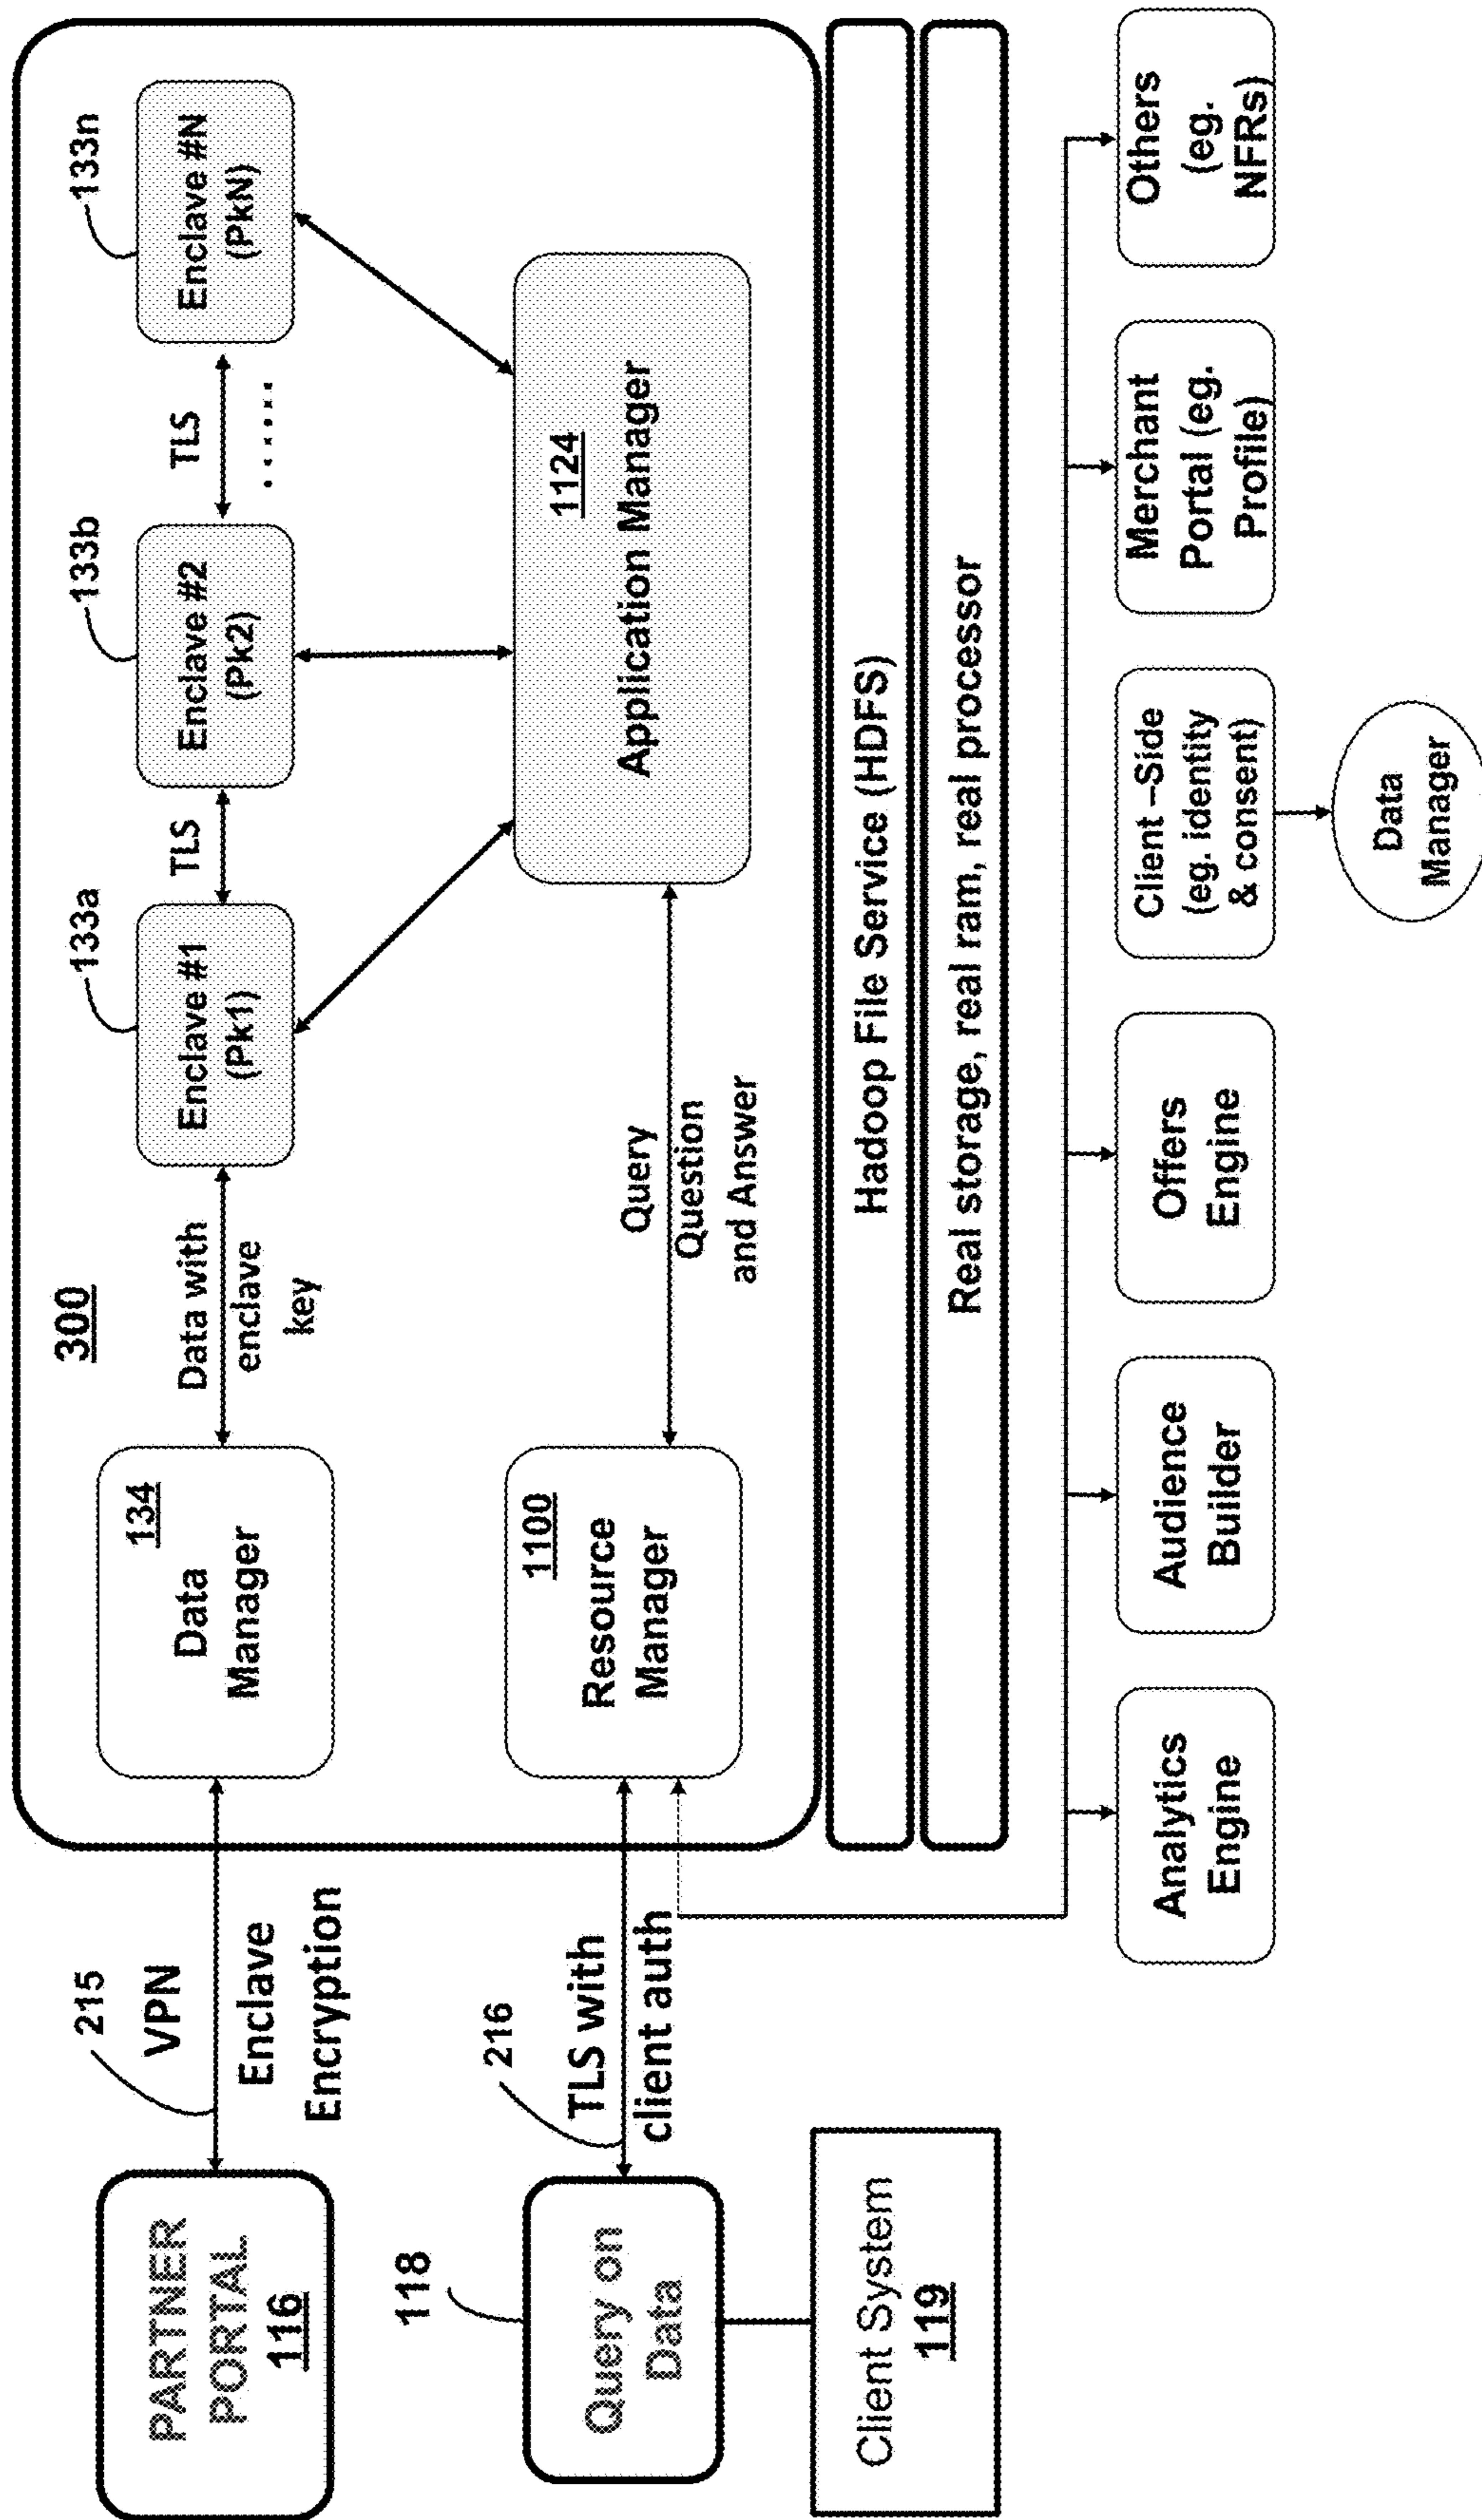 300
133a
133b
133n
215
VPN
Enclave
Encryption
PARTNER
PORTAL
116
134
Data
Manager
Data with
enclave
key
Enclave #1
(Pk1)
TLS
Enclave #2
(Pk2)
TLS
......
Enclave #N
(PkN)
118
Query on
Data
216
TLS with
client auth
1100
Resource
Manager
Query
Question
and Answer
1124
Application Manager
Client System
119
Hadoop File Service (HDFS)
Real storage, real ram, real processor
Analytics
Engine
Audience
Builder
Offers
Engine
Client –Side
(eg. identity
& consent)
Merchant
Portal (eg.
Profile)
Others
(eg.
NFRs)
Data
Manager